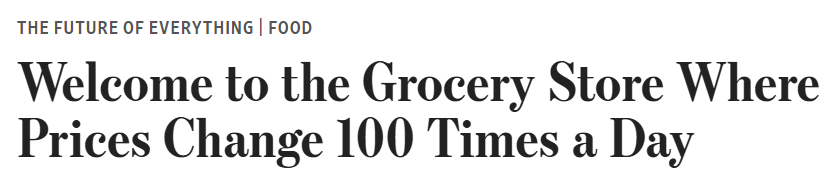 THE FUTURE OF EVERYTHING | FOOD
Welcome to the Grocery Store Where
Prices Change 100 Times a Day